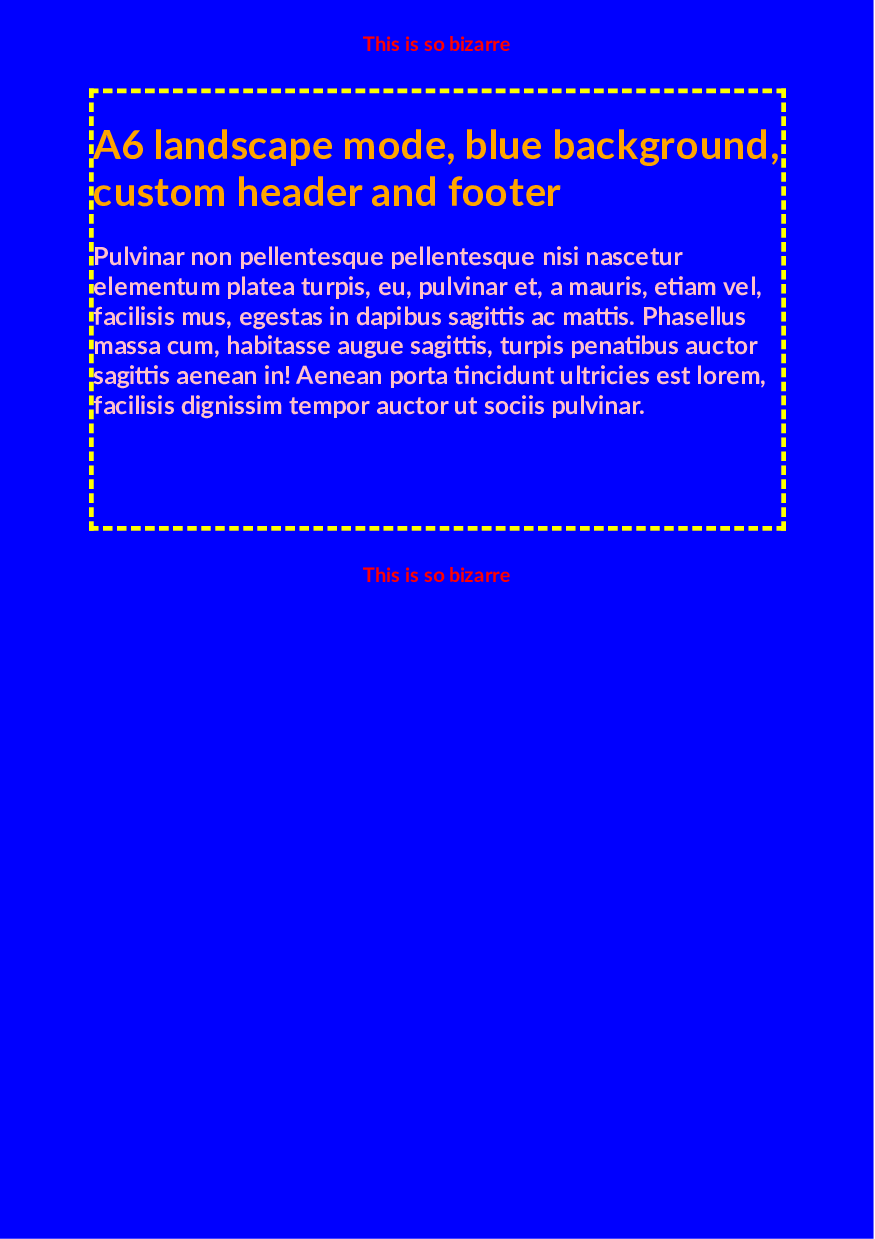 This is so bizarre
A6 landscape mode, blue background,
custom header and footer
Pulvinar non pellentesque pellentesque nisi nascetur
elementum platea turpis, eu, pulvinar et, a mauris, etiam vel,
facilisis mus, egestas in dapibus sagittis ac mattis. Phasellus
massa cum, habitasse augue sagittis, turpis penatibus auctor
sagittis aenean in! Aenean porta tincidunt ultricies est lorem,
facilisis dignissim tempor auctor ut sociis pulvinar.
This is so bizarre